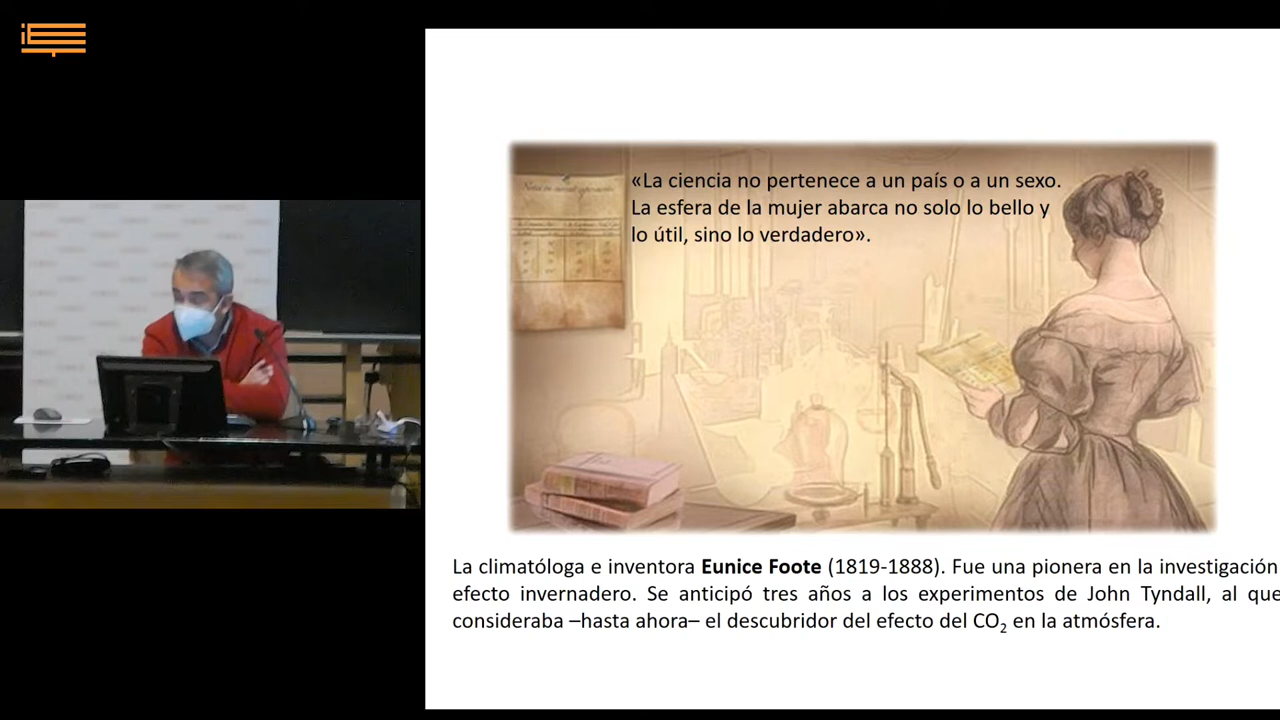 «La ciencia no pertenece a un país o a un sexo.
La esfera de la mujer abarca no solo lo bello y
lo útil, sino lo verdadero».
La climatóloga e inventora Eunice Foote (1819-1888). Fue una pionera en la investigación
efecto invernadero. Se anticipó tres años a los experimentos de John Tyndall, al que
consideraba –hasta ahora– el descubridor del efecto del CO₂ en la atmósfera.